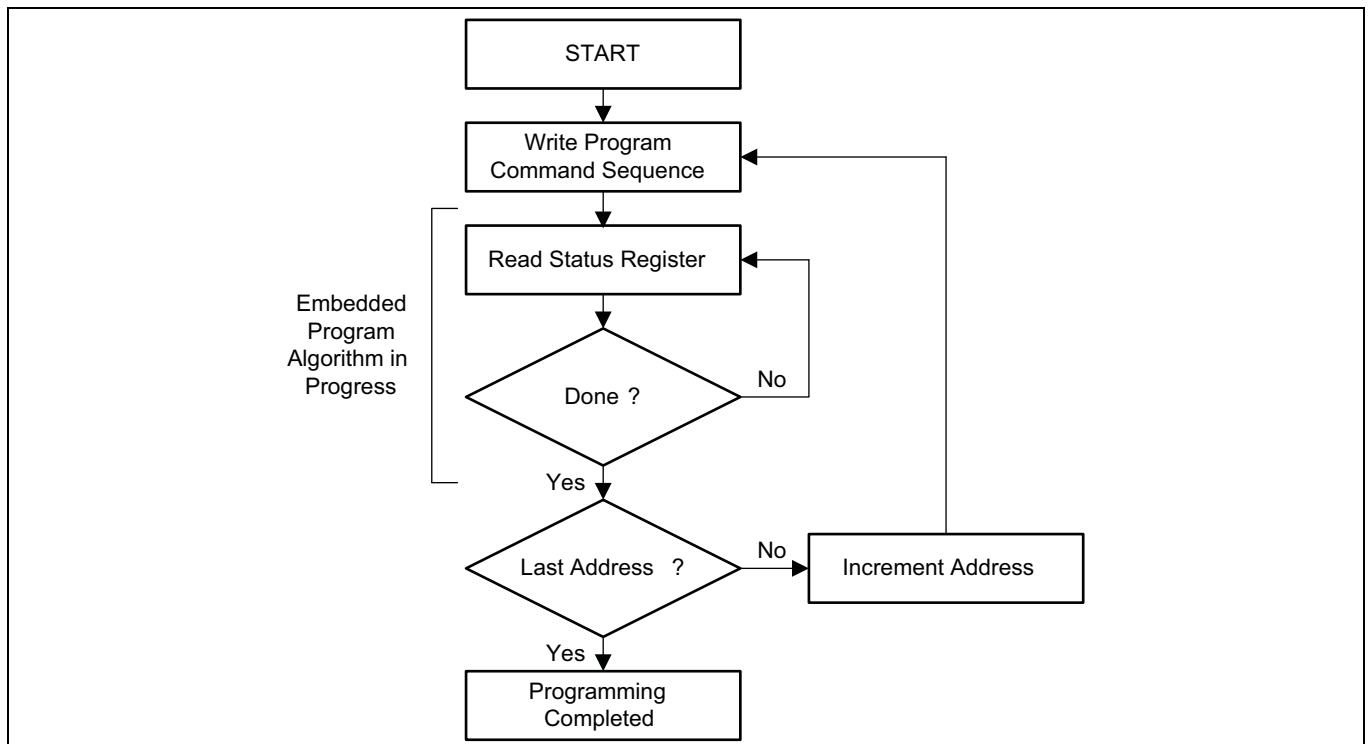 START
Write Program
Command Sequence
Read Status Register
Embedded
Program
Algorithm in
Progress
Done ?
No
Yes
Last Address ?
No
Increment Address
Yes
Programming
Completed